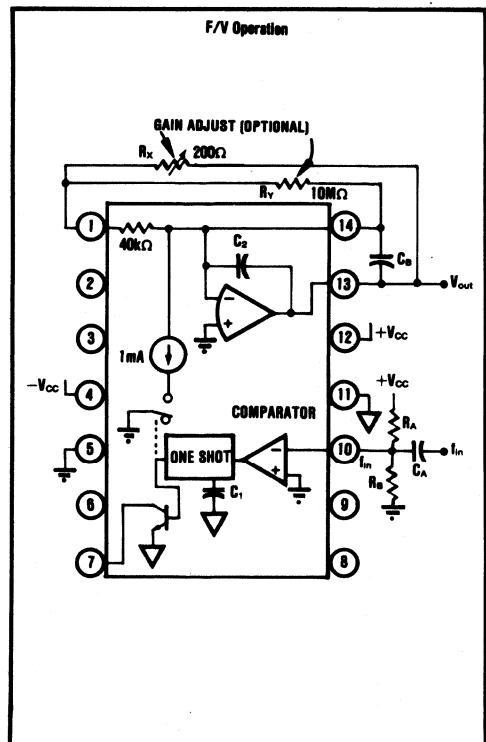 F/V Operation
GAIN ADJUST (OPTIONAL)
RX 200Ω
RY 10MΩ
1 40kΩ 14
C2 CB
2 13 Vout
3 12 +VCC
1mA
−VCC 4 11
+VCC
COMPARATOR RA
5 10 fin CA fin
ONE SHOT
C1 RB
6 9
7 8